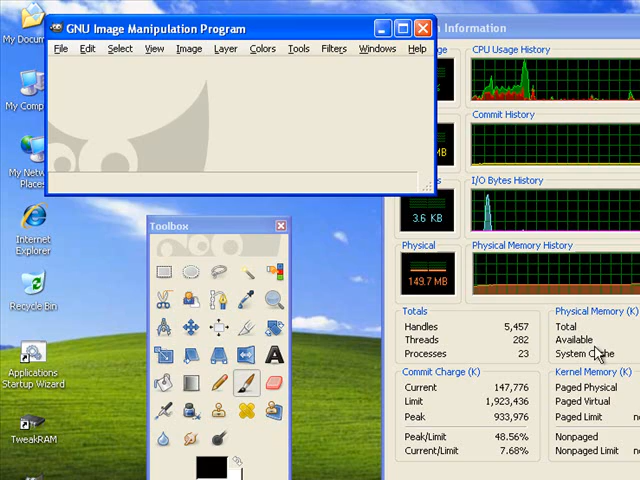 GNU Image Manipulation Program
File Edit Select View Image Layer Colors Tools Filters Windows Help
Information
CPU Usage History
Commit History
MB
I/O Bytes History
3.6 KB
Physical
Physical Memory History
149.7 MB
Totals
Handles 5,457
Threads 282
Processes 23
Physical Memory (K)
Total
Available
System Cache
Commit Charge (K)
Current 147,776
Limit 1,923,436
Peak 933,976
Peak/Limit 48.56%
Current/Limit 7.68%
Kernel Memory (K)
Paged Physical
Paged Virtual
Paged Limit
Nonpaged
Nonpaged Limit
Toolbox
My Docum
My Comp
My Netw
Places
Internet
Explorer
Recycle Bin
Applications
Startup Wizard
TweakRAM